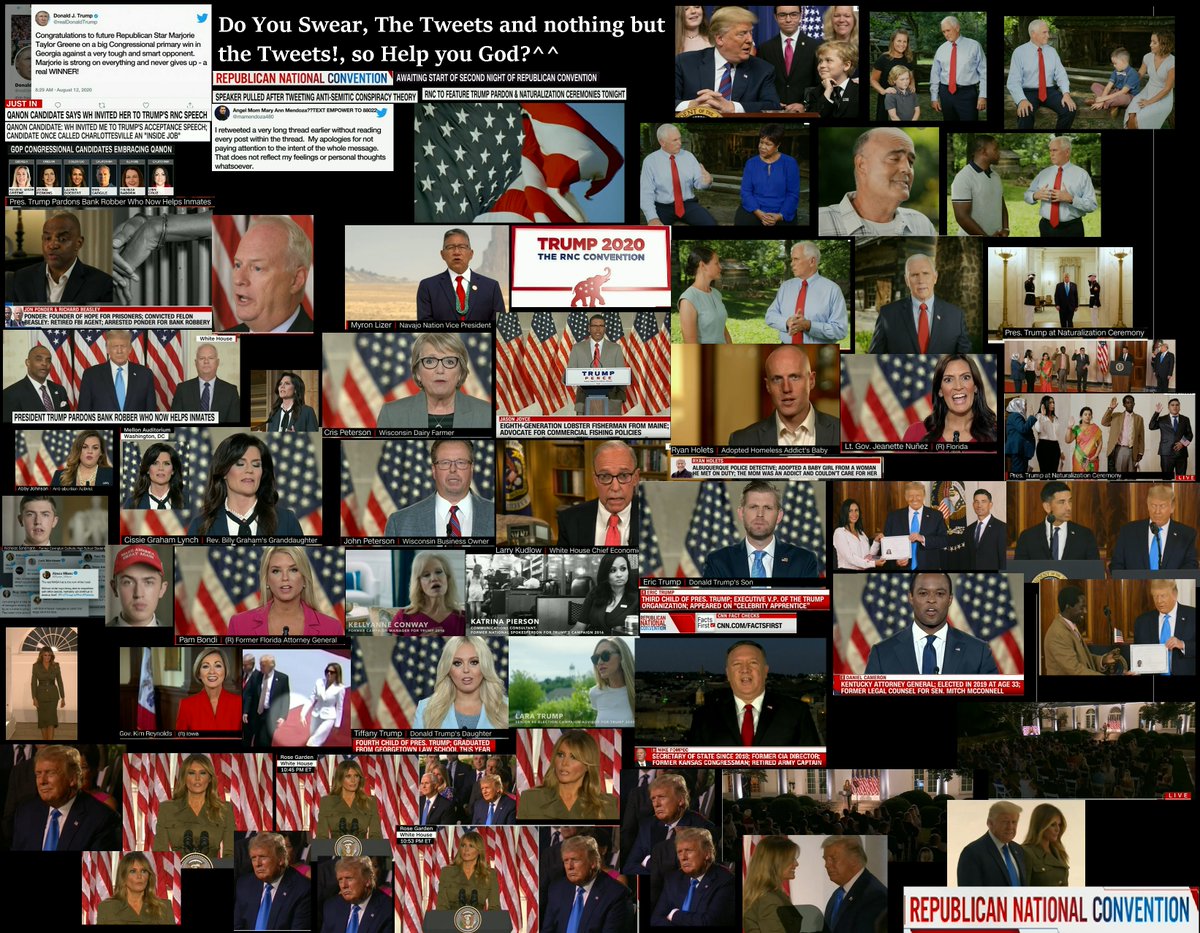 Do You Swear, The Tweets and nothing but
the Tweets!, so Help you God?^^
Donald J. Trump
@realDonaldTrump
Congratulations to future Republican Star Marjorie
Taylor Greene on a big Congressional primary win in
Georgia against a very tough and smart opponent.
Marjorie is strong on everything and never gives up - a
real WINNER!
8:29 AM · August 12, 2020
JUST IN
QANON CANDIDATE SAYS WH INVITED HER TO TRUMP'S RNC SPEECH
QANON CANDIDATE: WH INVITED ME TO TRUMP'S ACCEPTANCE SPEECH;
CANDIDATE ONCE CALLED CHARLOTTESVILLE AN "INSIDE JOB"
GOP CONGRESSIONAL CANDIDATES EMBRACING QANON
REPUBLICAN NATIONAL CONVENTION
AWAITING START OF SECOND NIGHT OF REPUBLICAN CONVENTION
SPEAKER PULLED AFTER TWEETING ANTI-SEMITIC CONSPIRACY THEORY
RNC TO FEATURE TRUMP PARDON & NATURALIZATION CEREMONIES TONIGHT
Angel Mom Mary Ann Mendoza??TEXT EMPOWER TO 88022
@mamendoza480
I retweeted a very long thread earlier without reading
every post within the thread. My apologies for not
paying attention to the intent of the whole message.
That does not reflect my feelings or personal thoughts
whatsoever.
Pres. Trump Pardons Bank Robber Who Now Helps Inmates
JON PONDER & RICHARD BEASLEY
PONDER: FOUNDER OF HOPE FOR PRISONERS; CONVICTED FELON
BEASLEY: RETIRED FBI AGENT; ARRESTED PONDER FOR BANK ROBBERY
White House
PRESIDENT TRUMP PARDONS BANK ROBBER WHO NOW HELPS INMATES
Myron Lizer | Navajo Nation Vice President
TRUMP 2020
THE RNC CONVENTION
Cris Peterson | Wisconsin Dairy Farmer
TRUMP
PENCE
JASON JOYCE
EIGHTH-GENERATION LOBSTER FISHERMAN FROM MAINE;
ADVOCATE FOR COMMERCIAL FISHING POLICIES
Ryan Holets | Adopted Homeless Addict's Baby
RYAN HOLETS
ALBUQUERQUE POLICE DETECTIVE; ADOPTED A BABY GIRL FROM A WOMAN
HE MET ON DUTY; THE MOM WAS AN ADDICT AND COULDN'T CARE FOR HER
Lt. Gov. Jeanette Nuñez | (R) Florida
Pres. Trump at Naturalization Ceremony
Pres. Trump at Naturalization Ceremony
LIVE
Abby Johnson
Mellon Auditorium
Washington, DC
Cissie Graham Lynch | Rev. Billy Graham's Granddaughter
John Peterson | Wisconsin Business Owner
Larry Kudlow | White House Chief Econom
Eric Trump | Donald Trump's Son
ERIC TRUMP
THIRD CHILD OF PRES. TRUMP; EXECUTIVE V.P. OF THE TRUMP
ORGANIZATION; APPEARED ON "CELEBRITY APPRENTICE"
REPUBLICAN NATIONAL CONVENTION
Facts First
CNN FACT CHECKS
CNN.COM/FACTSFIRST
Pam Bondi | (R) Former Florida Attorney General
KELLYANNE CONWAY
FORMER CAMPAIGN MANAGER FOR TRUMP 2016
KATRINA PIERSON
COMMUNICATIONS CONSULTANT,
FORMER NATIONAL SPOKESPERSON FOR TRUMP'S CAMPAIGN 2016
DANIEL CAMERON
KENTUCKY ATTORNEY GENERAL; ELECTED IN 2019 AT AGE 33;
FORMER LEGAL COUNSEL FOR SEN. MITCH MCCONNELL
Gov. Kim Reynolds | (R) Iowa
Tiffany Trump | Donald Trump's Daughter
FOURTH CHILD OF PRES. TRUMP; GRADUATED
FROM GEORGETOWN LAW SCHOOL THIS YEAR
LARA TRUMP
MIKE POMPEO
SECRETARY OF STATE SINCE 2018; FORMER CIA DIRECTOR;
FORMER KANSAS CONGRESSMAN; RETIRED ARMY CAPTAIN
LIVE
Rose Garden
White House
10:45 PM ET
Rose Garden
White House
10:53 PM ET
REPUBLICAN NATIONAL CONVENTION